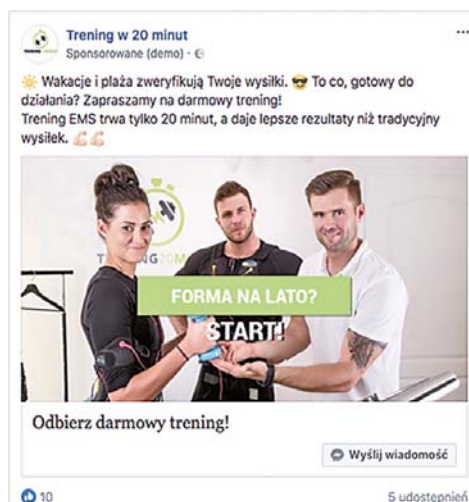 Trening w 20 minut
Sponsorowane (demo) ·
☀️ Wakacje i plaża zweryfikują Twoje wysiłki. 😎 To co, gotowy do
działania? Zapraszamy na darmowy trening!
Trening EMS trwa tylko 20 minut, a daje lepsze rezultaty niż tradycyjny
wysiłek. 💪💪
FORMA NA LATO?
START!
Odbierz darmowy trening!
Wyślij wiadomość
10
5 udostępnień